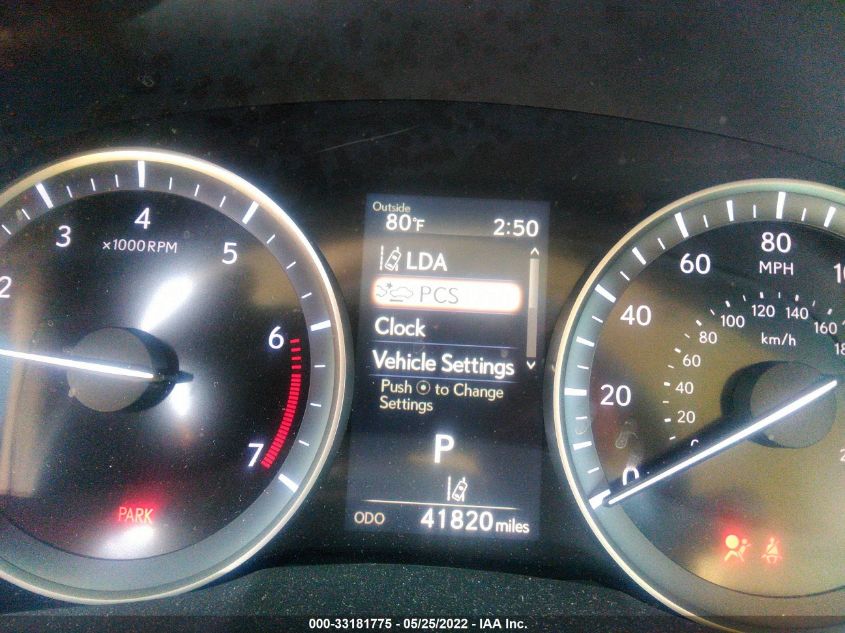 Outside
80°F 2:50
LDA
PCS
Clock
Vehicle Settings
Push to Change
Settings
P
ODO 41820 miles
2
3
4
5
6
7
x1000RPM
PARK
0
20
40
60
80
MPH
km/h
20
40
60
80
100
120
140
160
000-33181775 - 05/25/2022 - IAA Inc.